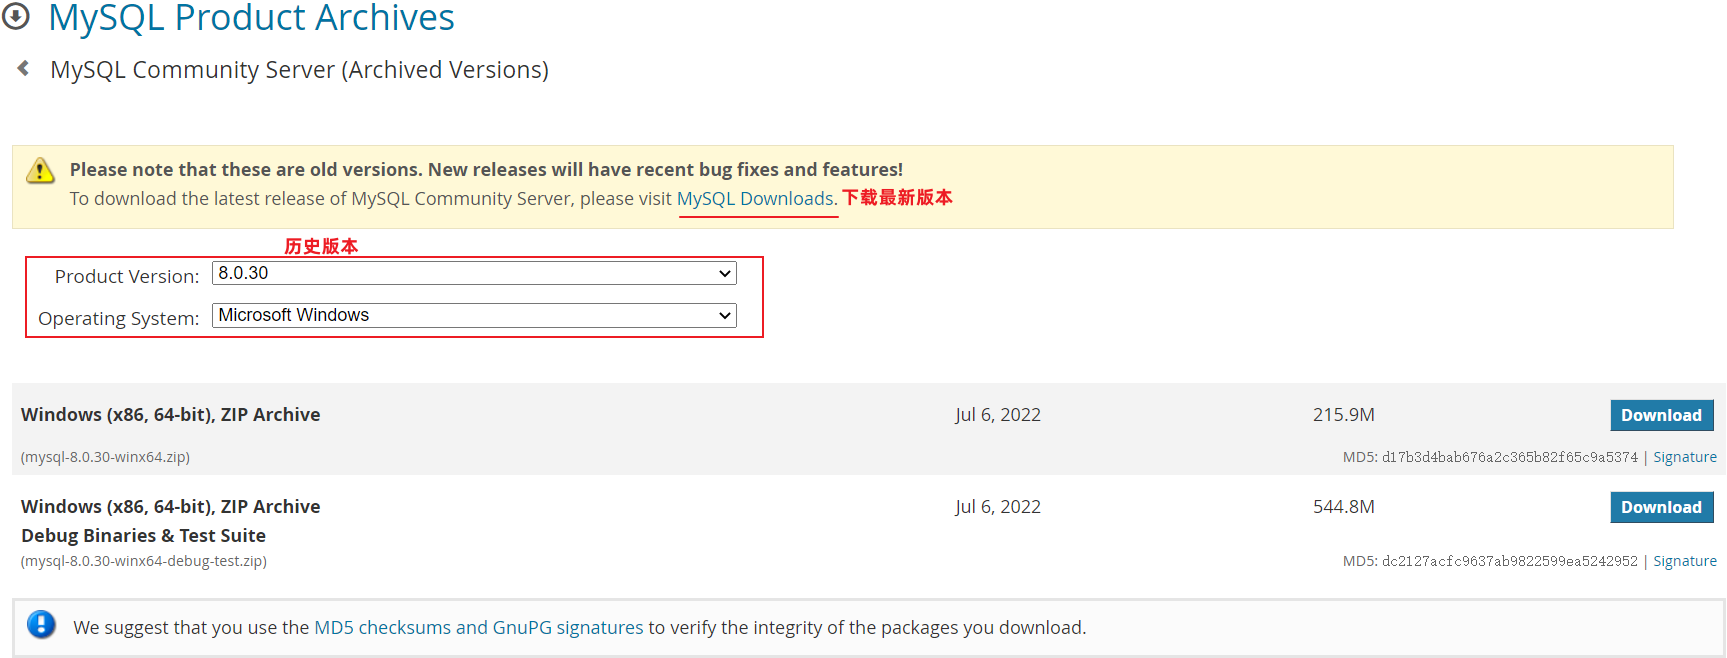 MySQL Product Archives
MySQL Community Server (Archived Versions)
Please note that these are old versions. New releases will have recent bug fixes and features!
To download the latest release of MySQL Community Server, please visit MySQL Downloads. 下载最新版本
历史版本
Product Version: 8.0.30
Operating System: Microsoft Windows
Windows (x86, 64-bit), ZIP Archive Jul 6, 2022 215.9M Download
(mysql-8.0.30-winx64.zip) MD5: d17b3d4bab676a2c365b82f65c9a5374 | Signature
Windows (x86, 64-bit), ZIP Archive Jul 6, 2022 544.8M Download
Debug Binaries & Test Suite
(mysql-8.0.30-winx64-debug-test.zip) MD5: dc2127acfc9637ab9822599ea5242952 | Signature
We suggest that you use the MD5 checksums and GnuPG signatures to verify the integrity of the packages you download.